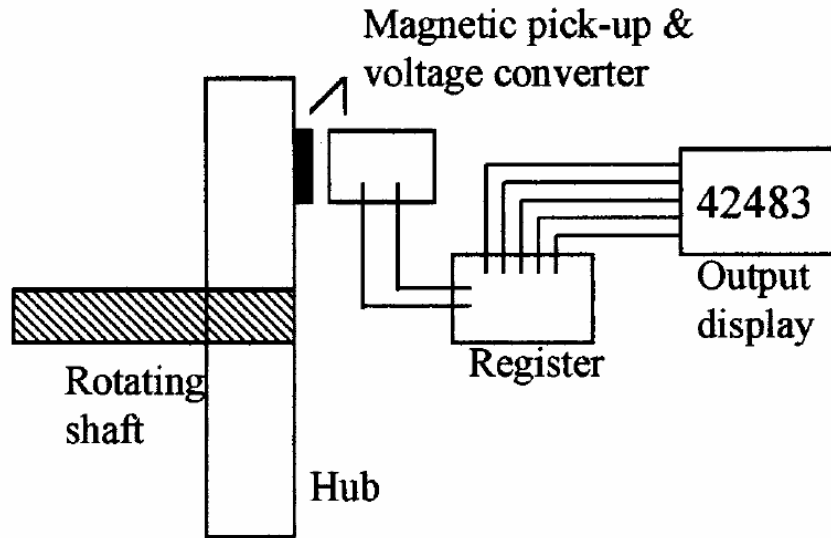 Magnetic pick-up &
voltage converter
42483
Output
display
Register
Rotating
shaft
Hub